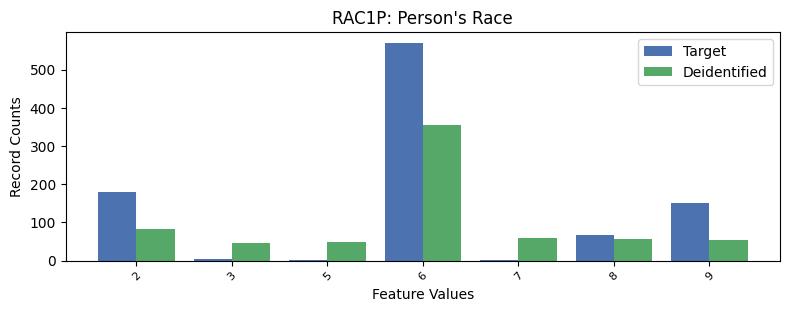 RAC1P: Person's Race
Target
Deidentified
Record Counts
500
400
300
200
100
0
2 3 5 6 7 8 9
Feature Values